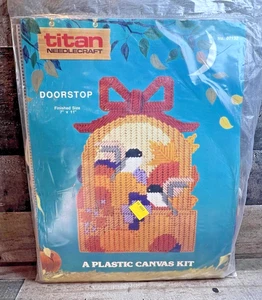 titan
NEEDLECRAFT
DOORSTOP
Finished Size
7" x 11"
A PLASTIC CANVAS KIT